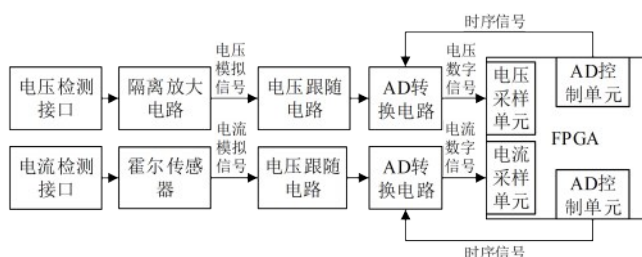 时序信号
电压检测
接口
隔离放大
电路
电压
模拟
信号
电压跟随
电路
AD转
换电路
电压
数字
信号
电压
采样
单元
AD控
制单元
FPGA
电流检测
接口
霍尔传感
器
电流
模拟
信号
电压跟随
电路
AD转
换电路
电流
数字
信号
电流
采样
单元
AD控
制单元
时序信号